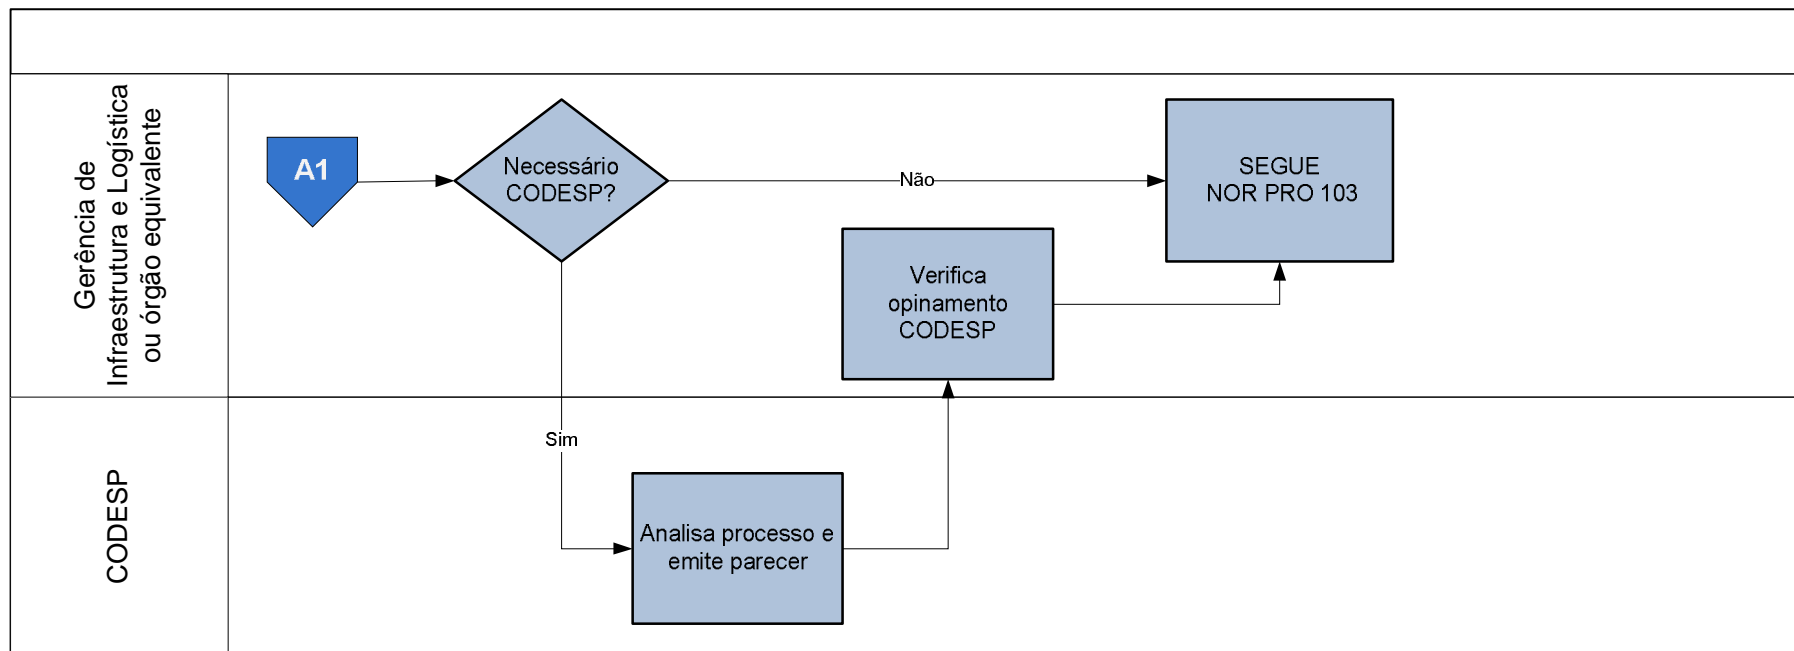 Gerência de
Infraestrutura e Logística
ou órgão equivalente
A1
Necessário
CODESP?
Não
SEGUE
NOR PRO 103
Verifica
opinamento
CODESP
CODESP
Sim
Analisa processo e
emite parecer